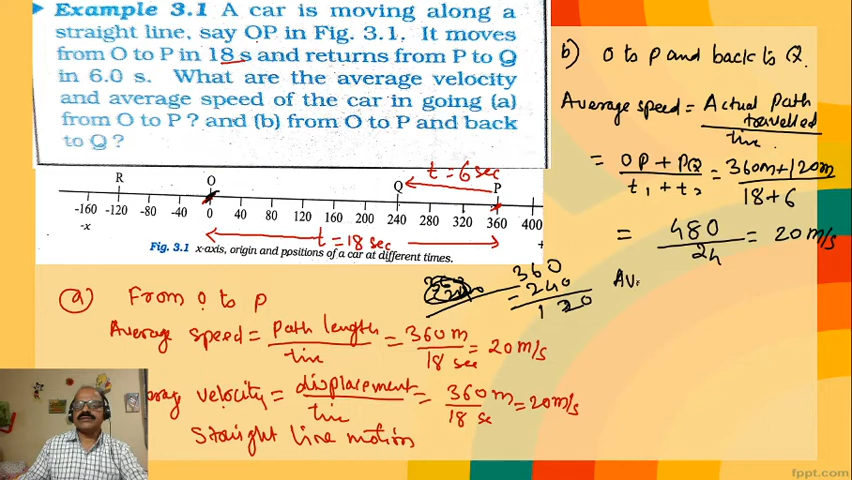 Example 3.1 A car is moving along a
straight line, say OP in Fig. 3.1. It moves
from O to P in 18 s and returns from P to Q
in 6.0 s. What are the average velocity
and average speed of the car in going (a)
from O to P ? and (b) from O to P and back
to Q ?
t = 6 sec
R O Q P
-160 -120 -80 -40 0 40 80 120 160 200 240 280 320 360 400
-x +
t = 18 sec
Fig. 3.1 x-axis, origin and positions of a car at different times.
360
- 240
120
(a) From O to P
Average speed = path length / time = 360 m / 18 sec = 20 m/s
velocity = displacement / time = 360 m / 18 se = 20 m/s
Straight line motion
b) O to P and back to Q.
Average speed = Actual path travelled / time.
= OP + PQ / t1 + t2 = 360m + 120m / 18 + 6
= 480 / 24 = 20 m/s
Av
fppt.com